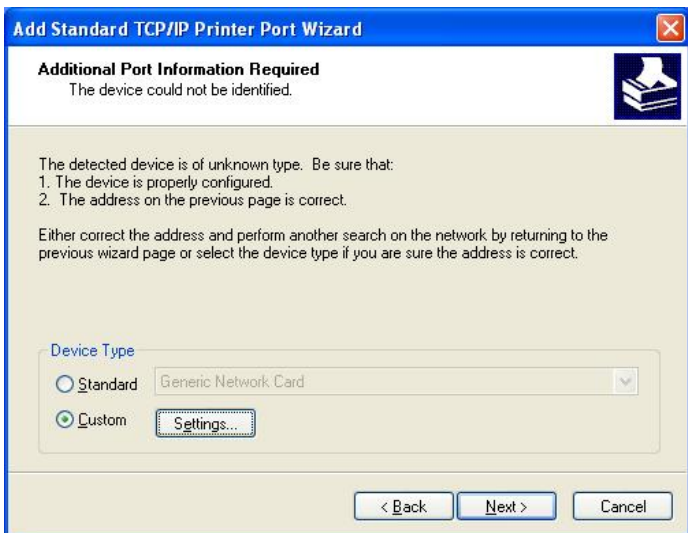 Add Standard TCP/IP Printer Port Wizard
Additional Port Information Required
The device could not be identified.
The detected device is of unknown type.  Be sure that:
1. The device is properly configured.
2.  The address on the previous page is correct.
Either correct the address and perform another search on the network by returning to the
previous wizard page or select the device type if you are sure the address is correct.
Device Type
Standard
Generic Network Card
Custom
Settings...
< Back
Next >
Cancel